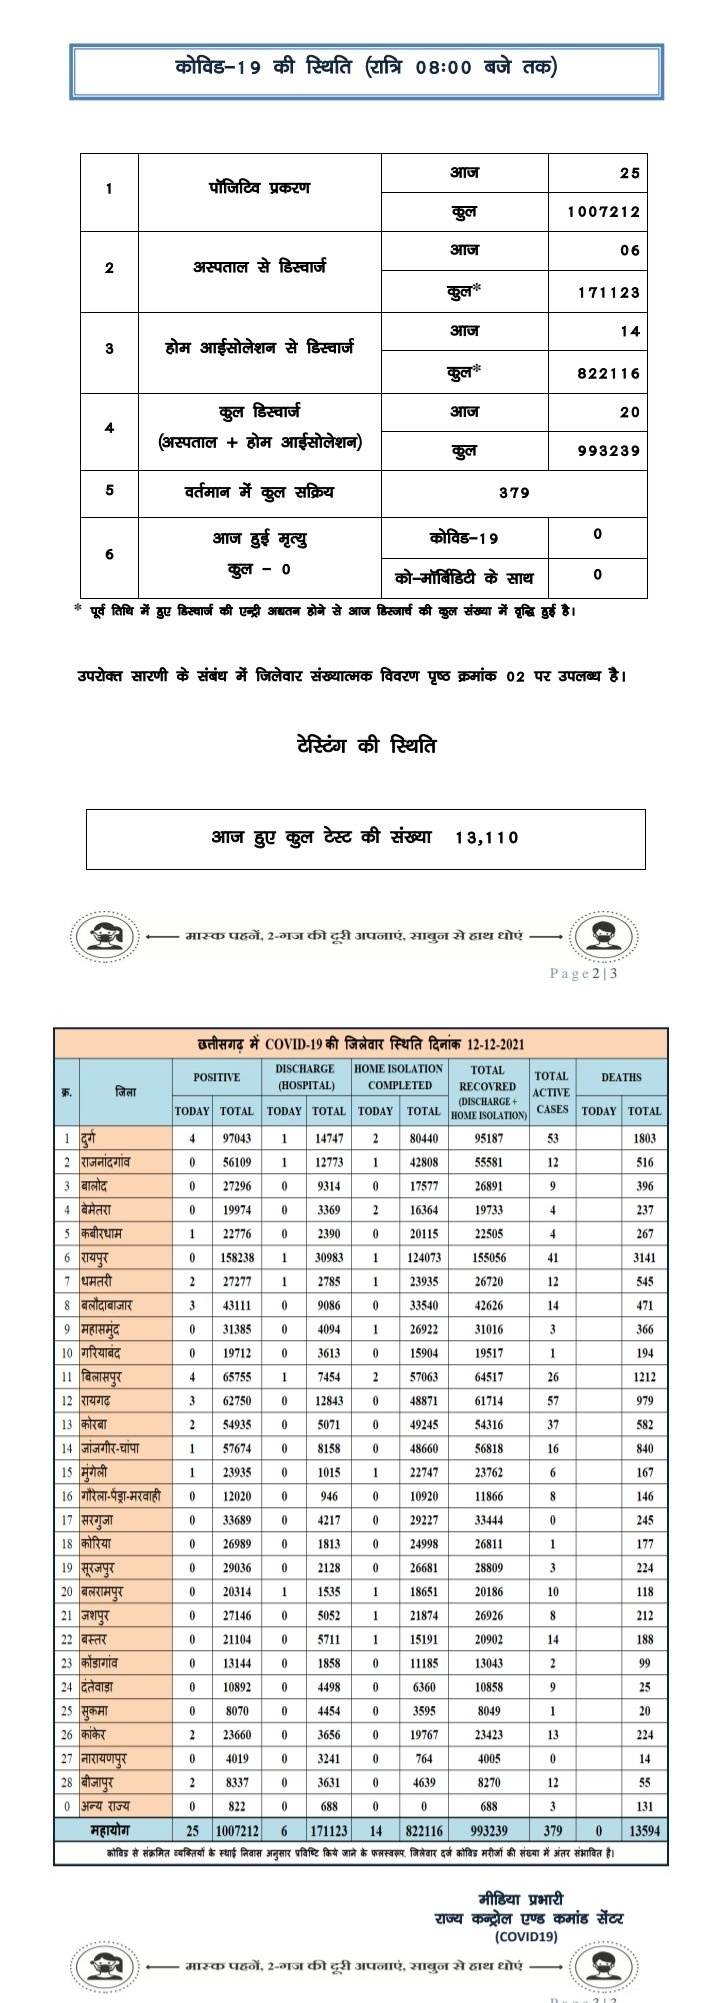 कोविड–19 की स्थिति (रात्रि 08:00 बजे तक)
1 पॉजिटिव प्रकरण आज 25
कुल 1007212
2 अस्पताल से डिस्चार्ज आज 06
कुल* 171123
3 होम आईसोलेशन से डिस्चार्ज आज 14
कुल* 822116
4 कुल डिस्चार्ज (अस्पताल + होम आईसोलेशन) आज 20
कुल 993239
5 वर्तमान में कुल सक्रिय 379
6 आज हुई मृत्यु कुल – 0 कोविड–19 0
को–मॉर्बिडिटी के साथ 0
* पूर्व तिथि में हुए डिस्चार्ज की एन्ट्री अद्यतन होने से आज डिस्जार्च की कुल संख्या में वृद्धि हुई है।
उपरोक्त सारणी के संबंध में जिलेवार संख्यात्मक विवरण पृष्ठ क्रमांक 02 पर उपलब्ध है।
टेस्टिंग की स्थिति
आज हुए कुल टेस्ट की संख्या 13,110
मास्क पहनें, 2-गज की दूरी अपनाएं, साबुन से हाथ धोएं
Page2|3
छत्तीसगढ़ में COVID-19 की जिलेवार स्थिति दिनांक 12-12-2021
क्र. जिला POSITIVE DISCHARGE (HOSPITAL) HOME ISOLATION COMPLETED TOTAL RECOVRED (DISCHARGE + HOME ISOLATION) TOTAL ACTIVE CASES DEATHS
TODAY TOTAL TODAY TOTAL TODAY TOTAL TODAY TOTAL
1 दुर्ग 4 97043 1 14747 2 80440 95187 53 1803
2 राजनांदगांव 0 56109 1 12773 1 42808 55581 12 516
3 बालोद 0 27296 0 9314 0 17577 26891 9 396
4 बेमेतरा 0 19974 0 3369 2 16364 19733 4 237
5 कबीरधाम 1 22776 0 2390 0 20115 22505 4 267
6 रायपुर 0 158238 1 30983 1 124073 155056 41 3141
7 धमतरी 2 27277 1 2785 1 23935 26720 12 545
8 बलौदाबाजार 3 43111 0 9086 0 33540 42626 14 471
9 महासमुंद 0 31385 0 4094 1 26922 31016 3 366
10 गरियाबंद 0 19712 0 3613 0 15904 19517 1 194
11 बिलासपुर 4 65755 1 7454 2 57063 64517 26 1212
12 रायगढ़ 3 62750 0 12843 0 48871 61714 57 979
13 कोरबा 2 54935 0 5071 0 49245 54316 37 582
14 जांजगीर-चांपा 1 57674 0 8158 0 48660 56818 16 840
15 मुंगेली 1 23935 0 1015 1 22747 23762 6 167
16 गौरेला-पेंड्रा-मरवाही 0 12020 0 946 0 10920 11866 8 146
17 सरगुजा 0 33689 0 4217 0 29227 33444 0 245
18 कोरिया 0 26989 0 1813 0 24998 26811 1 177
19 सूरजपुर 0 29036 0 2128 0 26681 28809 3 224
20 बलरामपुर 0 20314 1 1535 1 18651 20186 10 118
21 जशपुर 0 27146 0 5052 1 21874 26926 8 212
22 बस्तर 0 21104 0 5711 1 15191 20902 14 188
23 कोंडागांव 0 13144 0 1858 0 11185 13043 2 99
24 दंतेवाड़ा 0 10892 0 4498 0 6360 10858 9 25
25 सुकमा 0 8070 0 4454 0 3595 8049 1 20
26 कांकेर 2 23660 0 3656 0 19767 23423 13 224
27 नारायणपुर 0 4019 0 3241 0 764 4005 0 14
28 बीजापुर 2 8337 0 3631 0 4639 8270 12 55
0 अन्य राज्य 0 822 0 688 0 0 688 3 131
महायोग 25 1007212 6 171123 14 822116 993239 379 0 13594
कोविड से संक्रमित व्यक्तियों के स्थाई निवास अनुसार प्रविष्टि किये जाने के फलस्वरूप, जिलेवार दर्ज कोविड मरीजों की संख्या में अंतर संभावित है।
मीडिया प्रभारी
राज्य कन्ट्रोल एण्ड कमांड सेंटर
(COVID19)
मास्क पहनें, 2-गज की दूरी अपनाएं, साबुन से हाथ धोएं